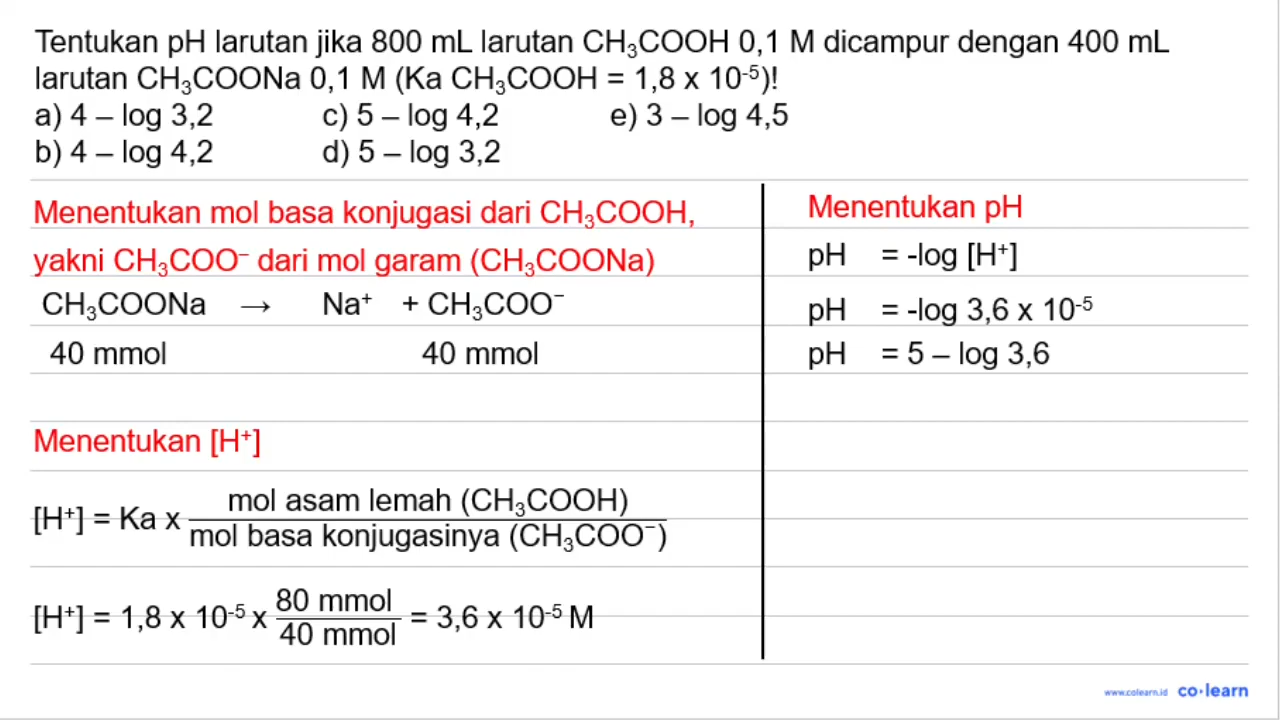 Tentukan pH larutan jika 800 mL larutan CH₃COOH 0,1 M dicampur dengan 400 mL
larutan CH₃COONa 0,1 M (Ka CH₃COOH = 1,8 x 10⁻⁵)!
a) 4 – log 3,2 c) 5 – log 4,2 e) 3 – log 4,5
b) 4 – log 4,2 d) 5 – log 3,2
Menentukan mol basa konjugasi dari CH₃COOH,
yakni CH₃COO⁻ dari mol garam (CH₃COONa)
CH₃COONa → Na⁺ + CH₃COO⁻
40 mmol 40 mmol
Menentukan [H⁺]
[H⁺] = Ka x mol asam lemah (CH₃COOH)
mol basa konjugasinya (CH₃COO⁻)
[H⁺] = 1,8 x 10⁻⁵ x 80 mmol = 3,6 x 10⁻⁵ M
40 mmol
Menentukan pH
pH = -log [H⁺]
pH = -log 3,6 x 10⁻⁵
pH = 5 – log 3,6
www.colearn.id co·learn